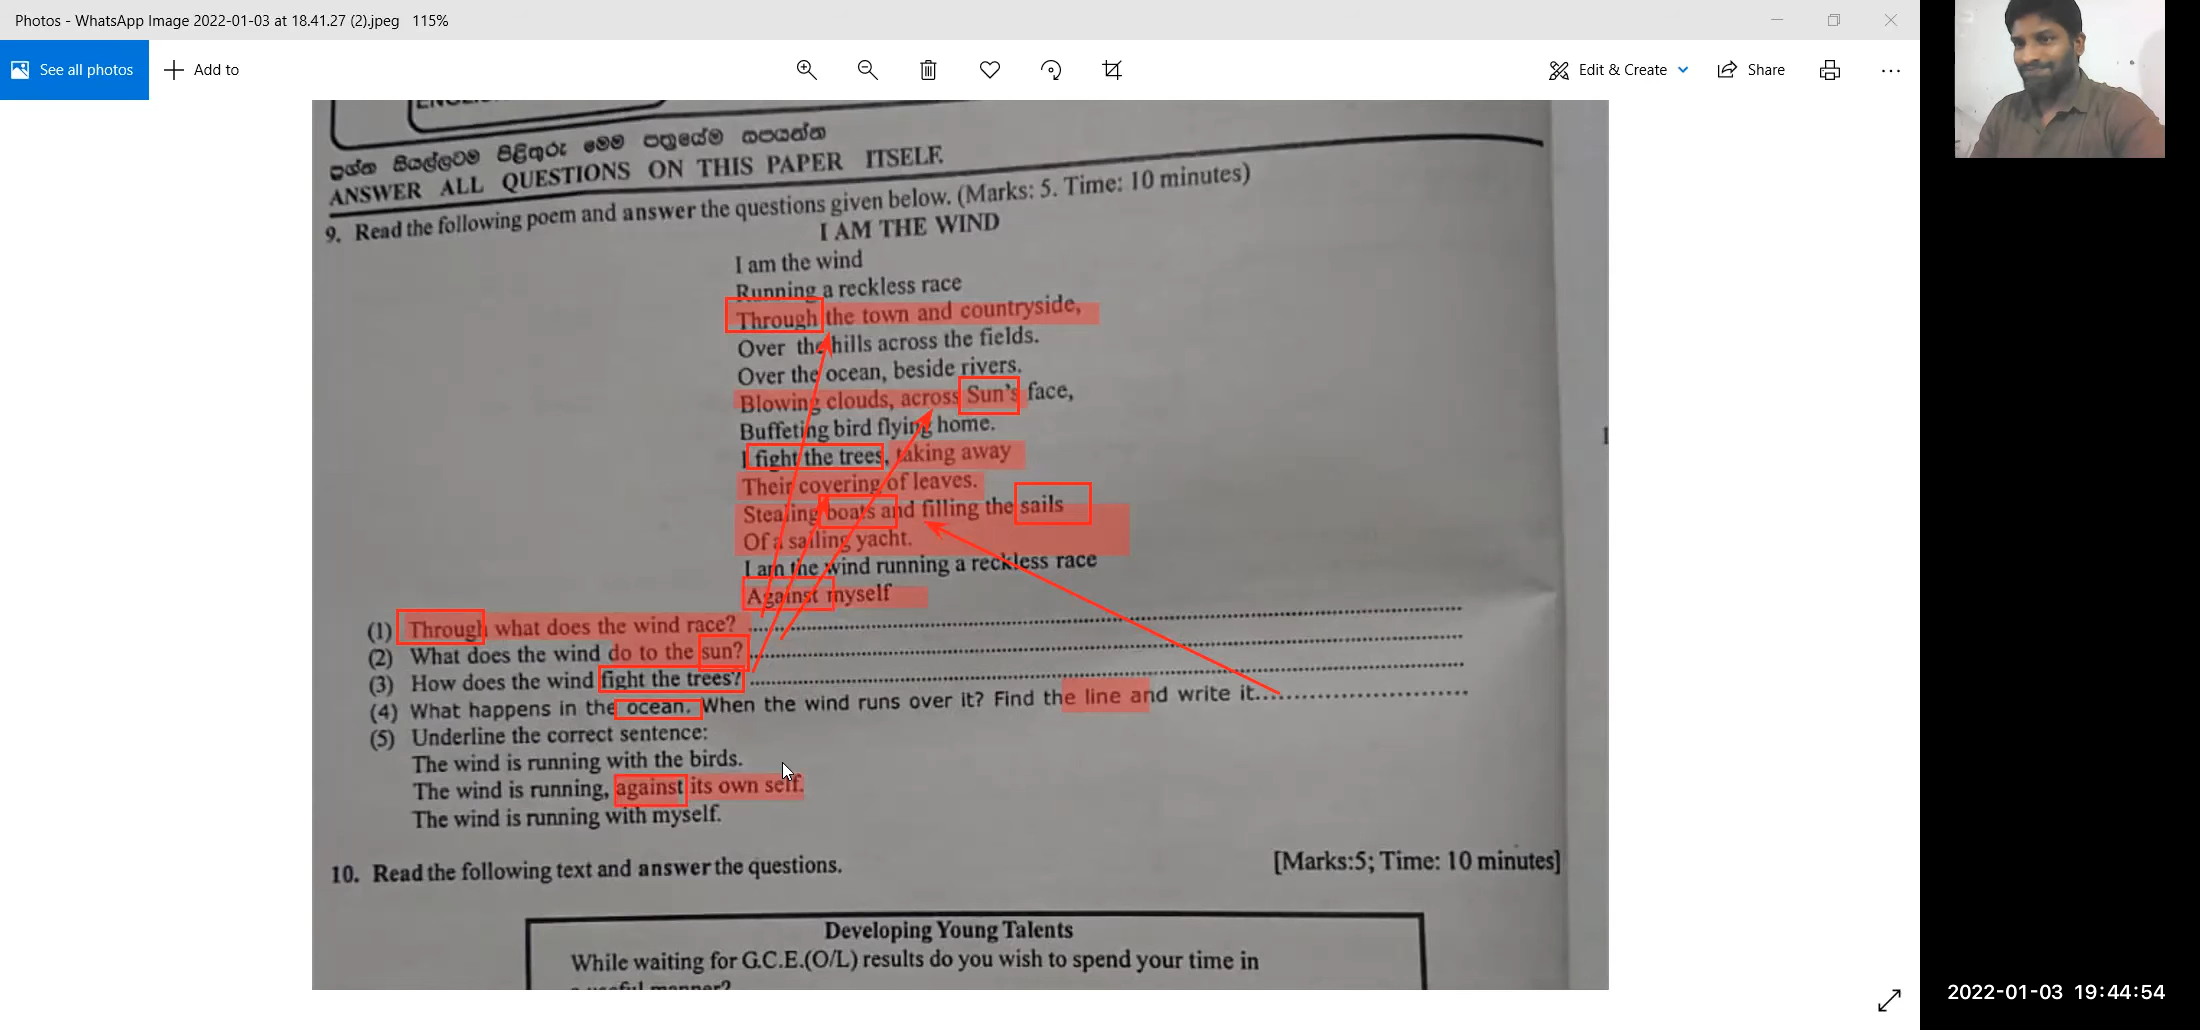 Photos - WhatsApp Image 2022-01-03 at 18.41.27 (2).jpeg 115%
See all photos
Add to
Edit & Create
Share
ප්‍රශ්න සියල්ලටම පිළිතුරු මෙම පත්‍රයේම සපයන්න
ANSWER ALL QUESTIONS ON THIS PAPER ITSELF.
9. Read the following poem and answer the questions given below. (Marks: 5. Time: 10 minutes)
I AM THE WIND
I am the wind
Running a reckless race
Through the town and countryside,
Over the hills across the fields.
Over the ocean, beside rivers.
Blowing clouds, across Sun's face,
Buffeting bird flying home.
I fight the trees, taking away
Their covering of leaves.
Stealing boats and filling the sails
Of a sailing yacht.
I am the wind running a reckless race
Against myself
(1) Through what does the wind race? ....................
(2) What does the wind do to the sun? ....................
(3) How does the wind fight the trees? ....................
(4) What happens in the ocean. When the wind runs over it? Find the line and write it....................
(5) Underline the correct sentence:
The wind is running with the birds.
The wind is running, against its own self.
The wind is running with myself.
10. Read the following text and answer the questions. [Marks:5; Time: 10 minutes]
Developing Young Talents
While waiting for G.C.E.(O/L) results do you wish to spend your time in
2022-01-03 19:44:54